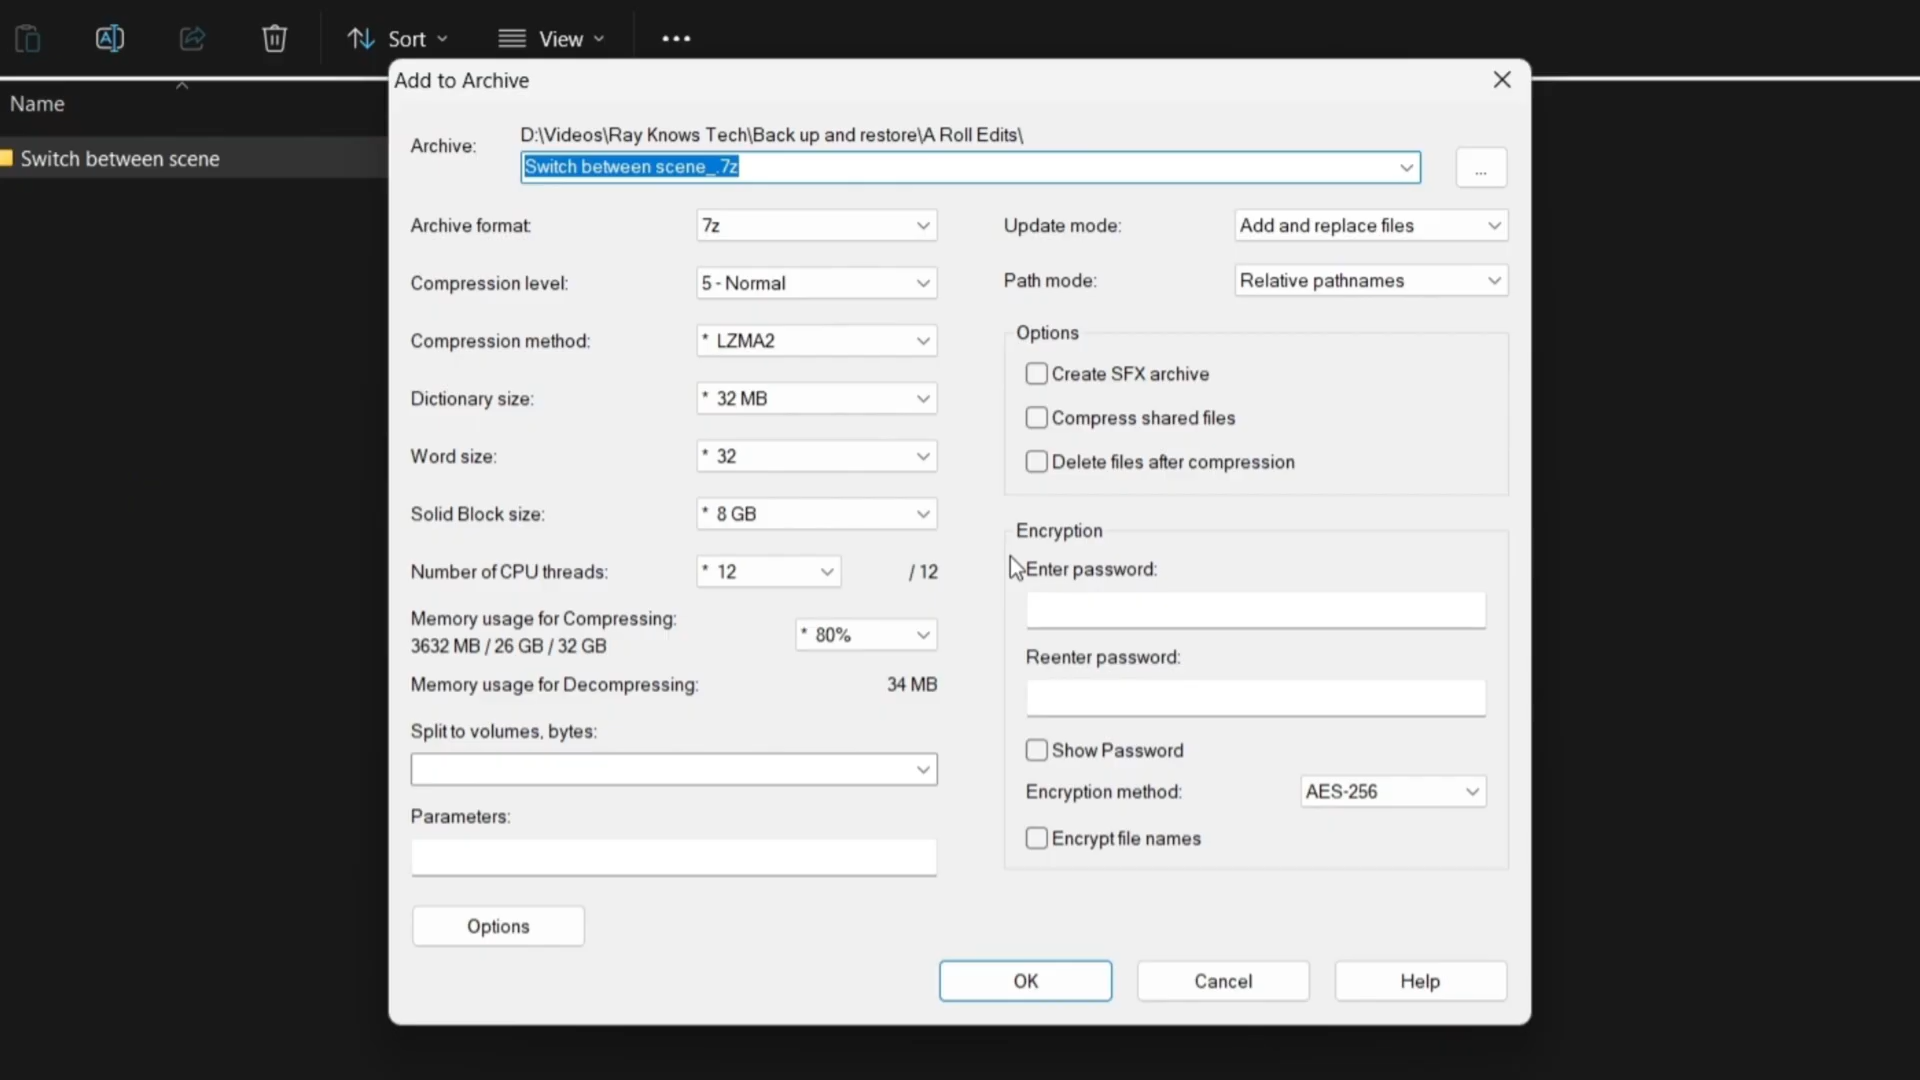 Sort
View
Name
Switch between scene
Add to Archive
Archive:
D:\Videos\Ray Knows Tech\Back up and restore\A Roll Edits\
Switch between scene_.7z
...
Archive format:
7z
Compression level:
5 - Normal
Compression method:
* LZMA2
Dictionary size:
* 32 MB
Word size:
* 32
Solid Block size:
* 8 GB
Number of CPU threads:
* 12
/ 12
Memory usage for Compressing:
3632 MB / 26 GB / 32 GB
* 80%
Memory usage for Decompressing:
34 MB
Split to volumes, bytes:
Parameters:
Options
Update mode:
Add and replace files
Path mode:
Relative pathnames
Options
Create SFX archive
Compress shared files
Delete files after compression
Encryption
Enter password:
Reenter password:
Show Password
Encryption method:
AES-256
Encrypt file names
OK
Cancel
Help